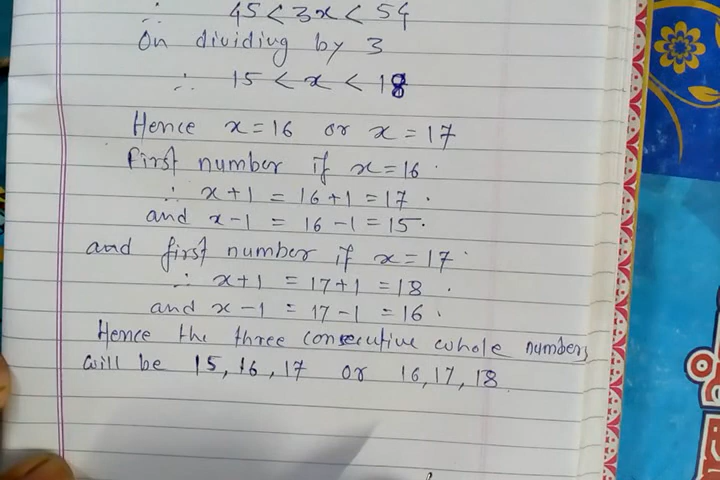 ∴ 45 < 3x < 54
On dividing by 3
∴ 15 < x < 18
Hence x = 16 or x = 17
First number if x = 16.
∴ x + 1 = 16 + 1 = 17.
and x - 1 = 16 - 1 = 15.
and first number if x = 17.
∴ x + 1 = 17 + 1 = 18.
and x - 1 = 17 - 1 = 16.
Hence the three consecutive whole numbers
will be 15, 16, 17 or 16, 17, 18